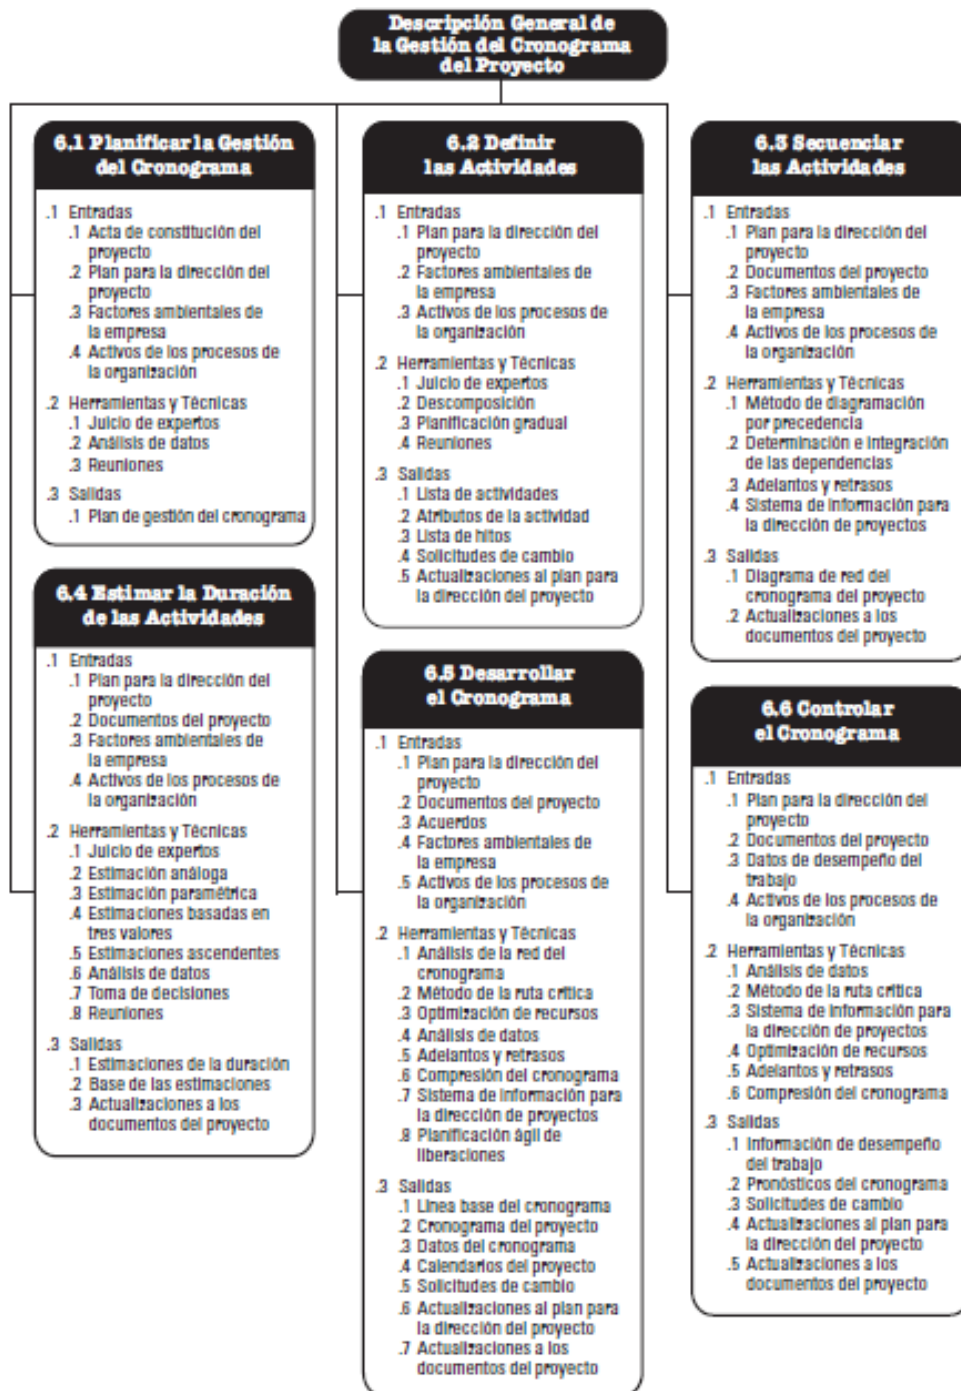 Descripción General de
la Gestión del Cronograma
del Proyecto
6.1 Planificar la Gestión
del Cronograma
.1 Entradas
.1 Acta de constitución del
proyecto
.2 Plan para la dirección del
proyecto
.3 Factores ambientales de
la empresa
.4 Activos de los procesos de
la organización
.2 Herramientas y Técnicas
.1 Juicio de expertos
.2 Análisis de datos
.3 Reuniones
.3 Salidas
.1 Plan de gestión del cronograma
6.2 Definir
las Actividades
.1 Entradas
.1 Plan para la dirección del
proyecto
.2 Factores ambientales de
la empresa
.3 Activos de los procesos de
la organización
.2 Herramientas y Técnicas
.1 Juicio de expertos
.2 Descomposición
.3 Planificación gradual
.4 Reuniones
.3 Salidas
.1 Lista de actividades
.2 Atributos de la actividad
.3 Lista de hitos
.4 Solicitudes de cambio
.5 Actualizaciones al plan para
la dirección del proyecto
6.3 Secuenciar
las Actividades
.1 Entradas
.1 Plan para la dirección del
proyecto
.2 Documentos del proyecto
.3 Factores ambientales de
la empresa
.4 Activos de los procesos de
la organización
.2 Herramientas y Técnicas
.1 Método de diagramación
por precedencia
.2 Determinación e integración
de las dependencias
.3 Adelantos y retrasos
.4 Sistema de información para
la dirección de proyectos
.3 Salidas
.1 Diagrama de red del
cronograma del proyecto
.2 Actualizaciones a los
documentos del proyecto
6.4 Estimar la Duración
de las Actividades
.1 Entradas
.1 Plan para la dirección del
proyecto
.2 Documentos del proyecto
.3 Factores ambientales de
la empresa
.4 Activos de los procesos de
la organización
.2 Herramientas y Técnicas
.1 Juicio de expertos
.2 Estimación análoga
.3 Estimación paramétrica
.4 Estimaciones basadas en
tres valores
.5 Estimaciones ascendentes
.6 Análisis de datos
.7 Toma de decisiones
.8 Reuniones
.3 Salidas
.1 Estimaciones de la duración
.2 Base de las estimaciones
.3 Actualizaciones a los
documentos del proyecto
6.5 Desarrollar
el Cronograma
.1 Entradas
.1 Plan para la dirección del
proyecto
.2 Documentos del proyecto
.3 Acuerdos
.4 Factores ambientales de
la empresa
.5 Activos de los procesos de
la organización
.2 Herramientas y Técnicas
.1 Análisis de la red del
cronograma
.2 Método de la ruta crítica
.3 Optimización de recursos
.4 Análisis de datos
.5 Adelantos y retrasos
.6 Compresión del cronograma
.7 Sistema de información para
la dirección de proyectos
.8 Planificación ágil de
liberaciones
.3 Salidas
.1 Línea base del cronograma
.2 Cronograma del proyecto
.3 Datos del cronograma
.4 Calendarios del proyecto
.5 Solicitudes de cambio
.6 Actualizaciones al plan para
la dirección del proyecto
.7 Actualizaciones a los
documentos del proyecto
6.6 Controlar
el Cronograma
.1 Entradas
.1 Plan para la dirección del
proyecto
.2 Documentos del proyecto
.3 Datos de desempeño del
trabajo
.4 Activos de los procesos de
la organización
.2 Herramientas y Técnicas
.1 Análisis de datos
.2 Método de la ruta crítica
.3 Sistema de información para
la dirección de proyectos
.4 Optimización de recursos
.5 Adelantos y retrasos
.6 Compresión del cronograma
.3 Salidas
.1 Información de desempeño
del trabajo
.2 Pronósticos del cronograma
.3 Solicitudes de cambio
.4 Actualizaciones al plan para
la dirección del proyecto
.5 Actualizaciones a los
documentos del proyecto